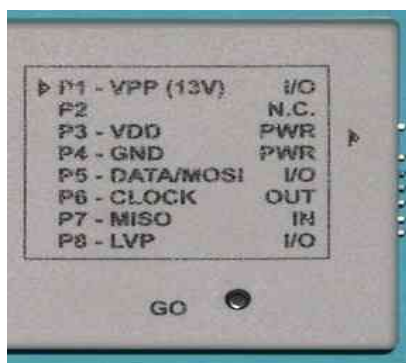 P1 - VPP (13V) I/O
P2 N.C.
P3 - VDD PWR
P4 - GND PWR
P5 - DATA/MOSI I/O
P6 - CLOCK OUT
P7 - MISO IN
P8 - LVP I/O
GO